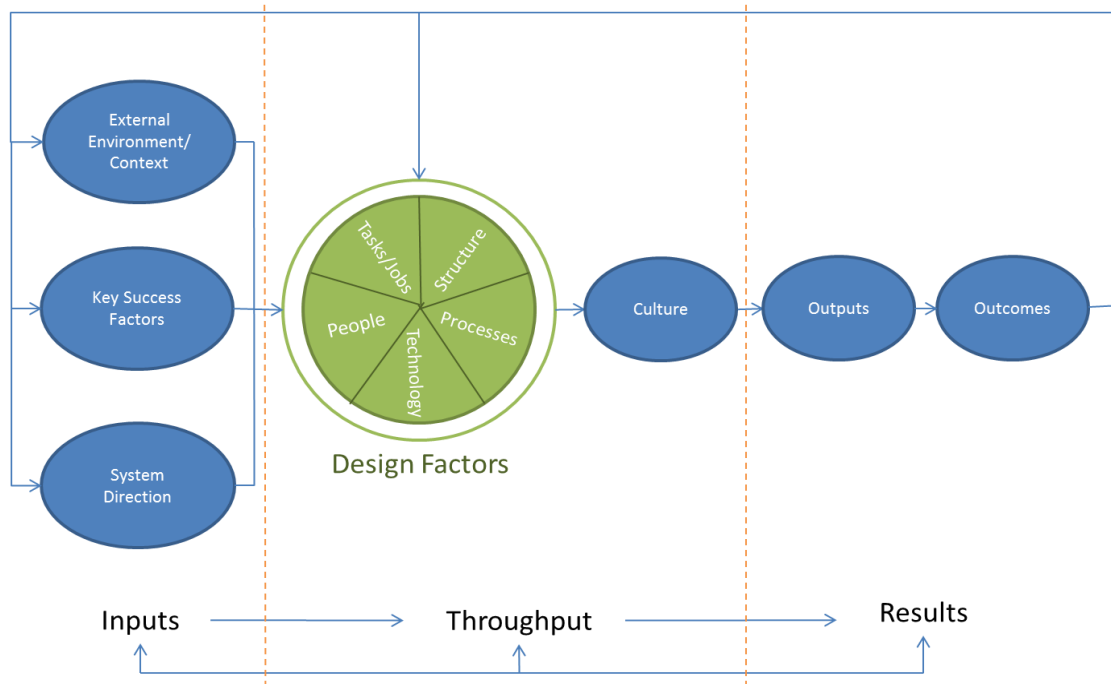 External
Environment/
Context
Key Success
Factors
System
Direction
Tasks/Jobs
Structure
People
Processes
Technology
Design Factors
Culture
Outputs
Outcomes
Inputs
Throughput
Results